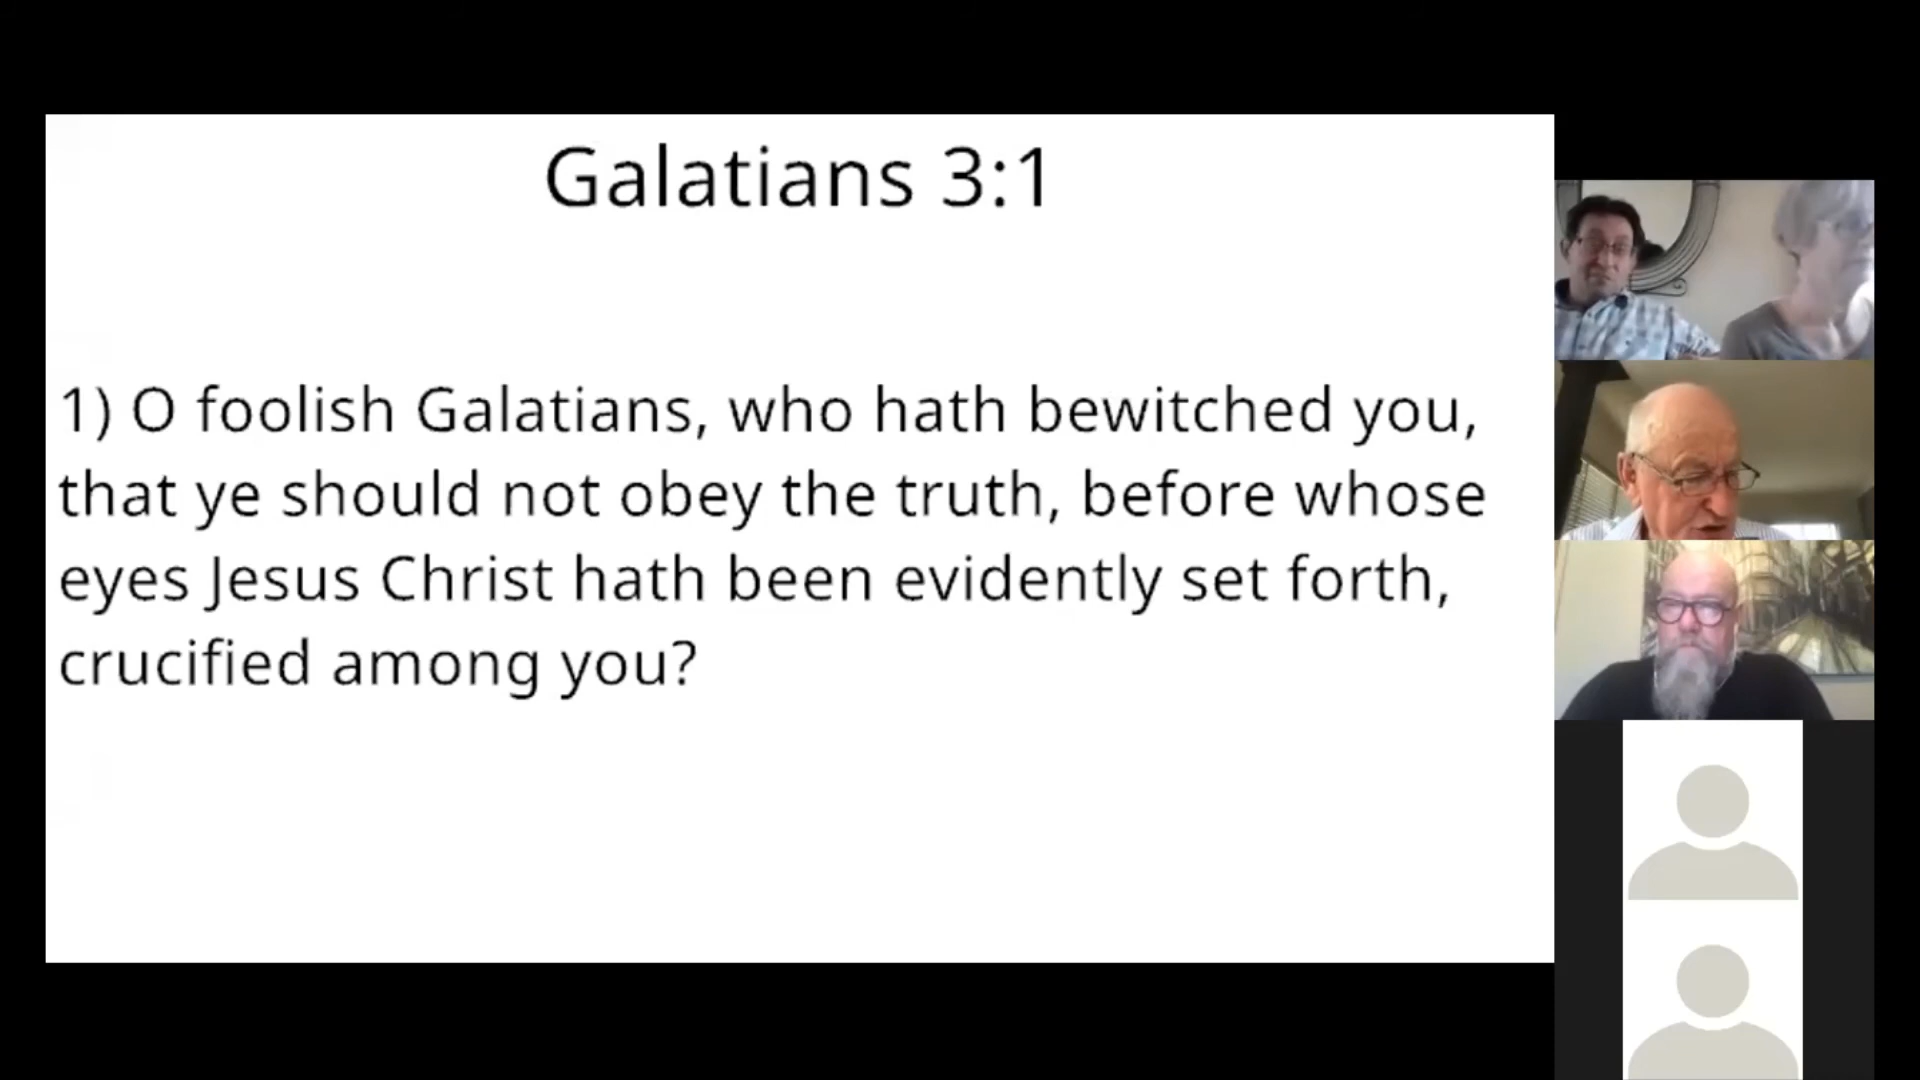 Galatians 3:1
1) O foolish Galatians, who hath bewitched you,
that ye should not obey the truth, before whose
eyes Jesus Christ hath been evidently set forth,
crucified among you?